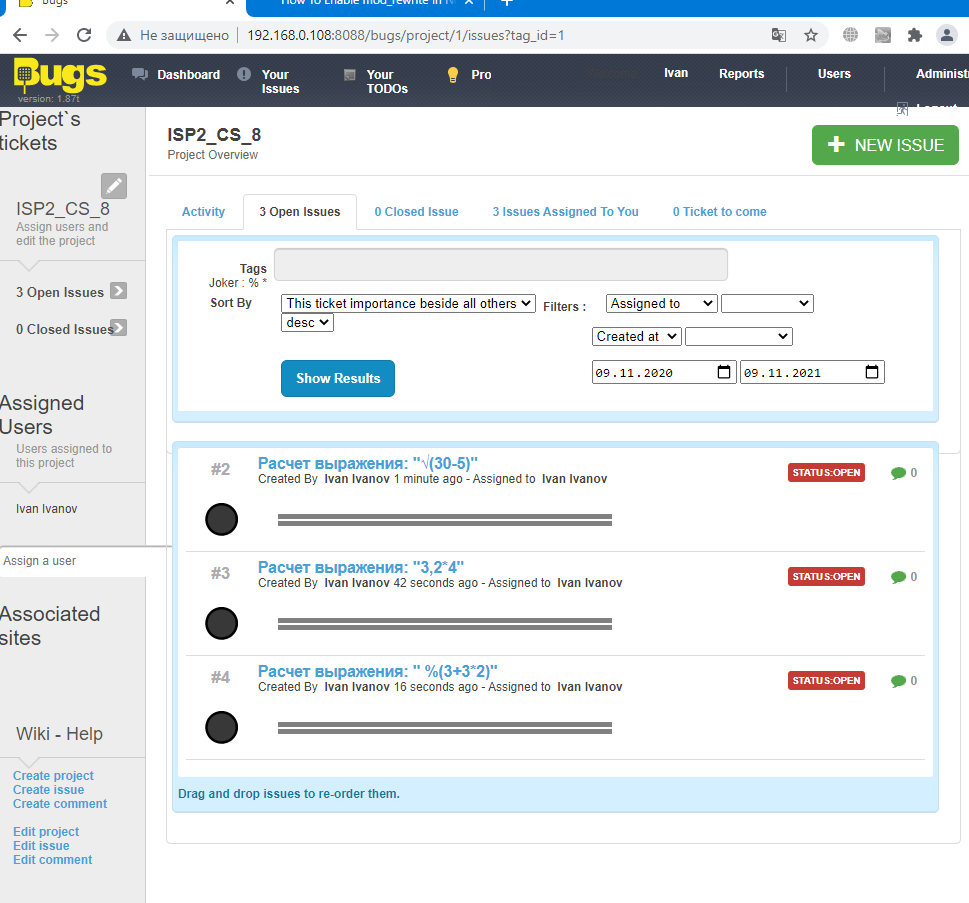 Bugs
How To Enable mod_rewrite in
Не защищено
192.168.0.108:8088/bugs/project/1/issues?tag_id=1
Bugs
version: 1.87t
Dashboard
Your
Issues
Your
TODOs
Pro
Ivan
Reports
Users
Administ
Logout
Project`s
tickets
ISP2_CS_8
Assign users and
edit the project
3 Open Issues
0 Closed Issues
Assigned
Users
Users assigned to
this project
Ivan Ivanov
Assign a user
Associated
sites
Wiki - Help
Create project
Create issue
Create comment
Edit project
Edit issue
Edit comment
ISP2_CS_8
Project Overview
NEW ISSUE
Activity
3 Open Issues
0 Closed Issue
3 Issues Assigned To You
0 Ticket to come
Tags
Joker : % *
Sort By
This ticket importance beside all others
desc
Filters :
Assigned to
Created at
09.11.2020
09.11.2021
Show Results
#2
Расчет выражения: "√(30-5)"
Created By Ivan Ivanov 1 minute ago - Assigned to Ivan Ivanov
STATUS:OPEN
0
#3
Расчет выражения: "3,2*4"
Created By Ivan Ivanov 42 seconds ago - Assigned to Ivan Ivanov
STATUS:OPEN
0
#4
Расчет выражения: " %(3+3*2)"
Created By Ivan Ivanov 16 seconds ago - Assigned to Ivan Ivanov
STATUS:OPEN
0
Drag and drop issues to re-order them.